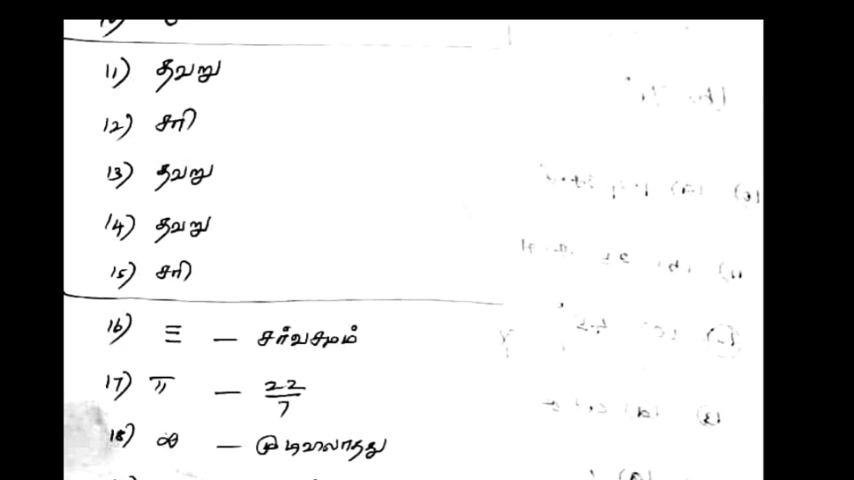 11) தவறு
12) சரி
13) தவறு
14) தவறு
15) சரி
16) Ξ — சர்வசமம்
17) π — 22/7
18) ∞ — முடிவிலாதது